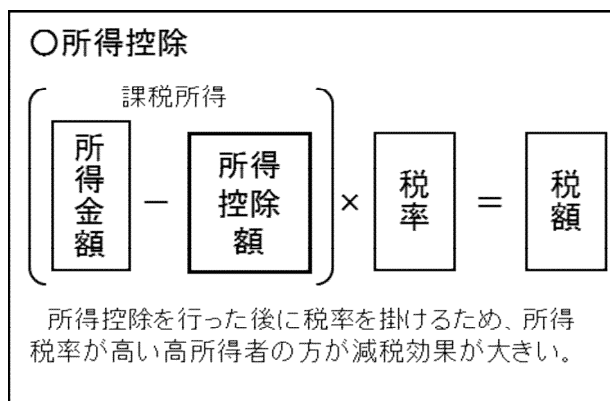 〇所得控除
課税所得
所得金額 － 所得控除額 × 税率 ＝ 税額
所得控除を行った後に税率を掛けるため、所得
税率が高い高所得者の方が減税効果が大きい。